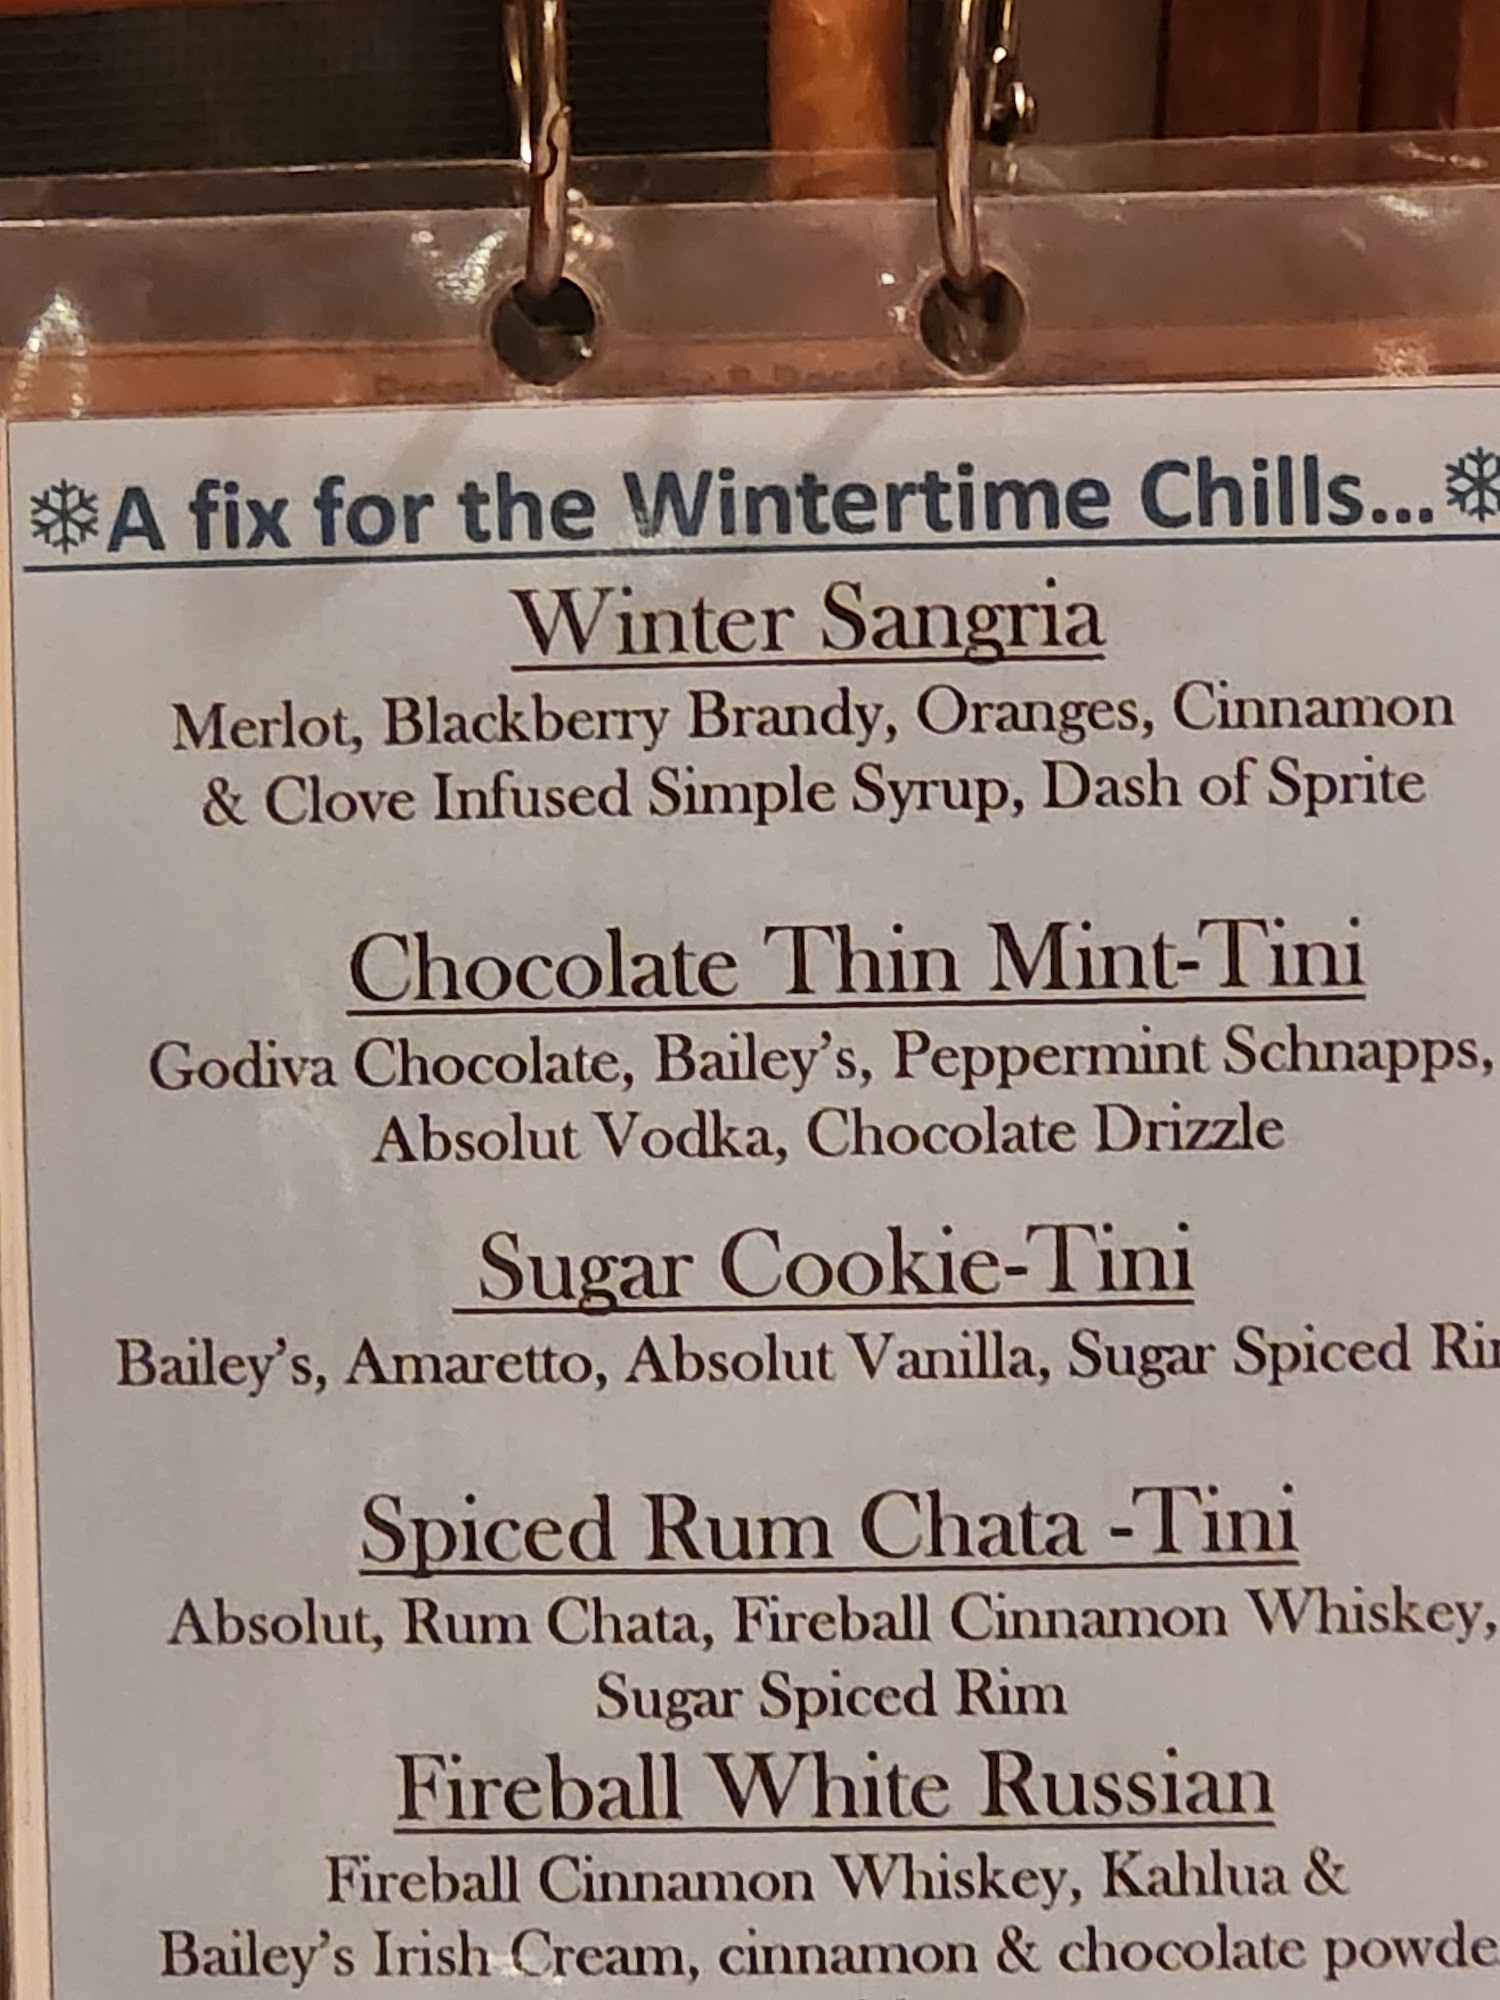 ❄A fix for the Wintertime Chills...❄
Winter Sangria
Merlot, Blackberry Brandy, Oranges, Cinnamon
& Clove Infused Simple Syrup, Dash of Sprite
Chocolate Thin Mint-Tini
Godiva Chocolate, Bailey's, Peppermint Schnapps,
Absolut Vodka, Chocolate Drizzle
Sugar Cookie-Tini
Bailey's, Amaretto, Absolut Vanilla, Sugar Spiced
Spiced Rum Chata -Tini
Absolut, Rum Chata, Fireball Cinnamon Whiskey,
Sugar Spiced Rim
Fireball White Russian
Fireball Cinnamon Whiskey, Kahlua &
Bailey's Irish Cream, cinnamon & chocolate